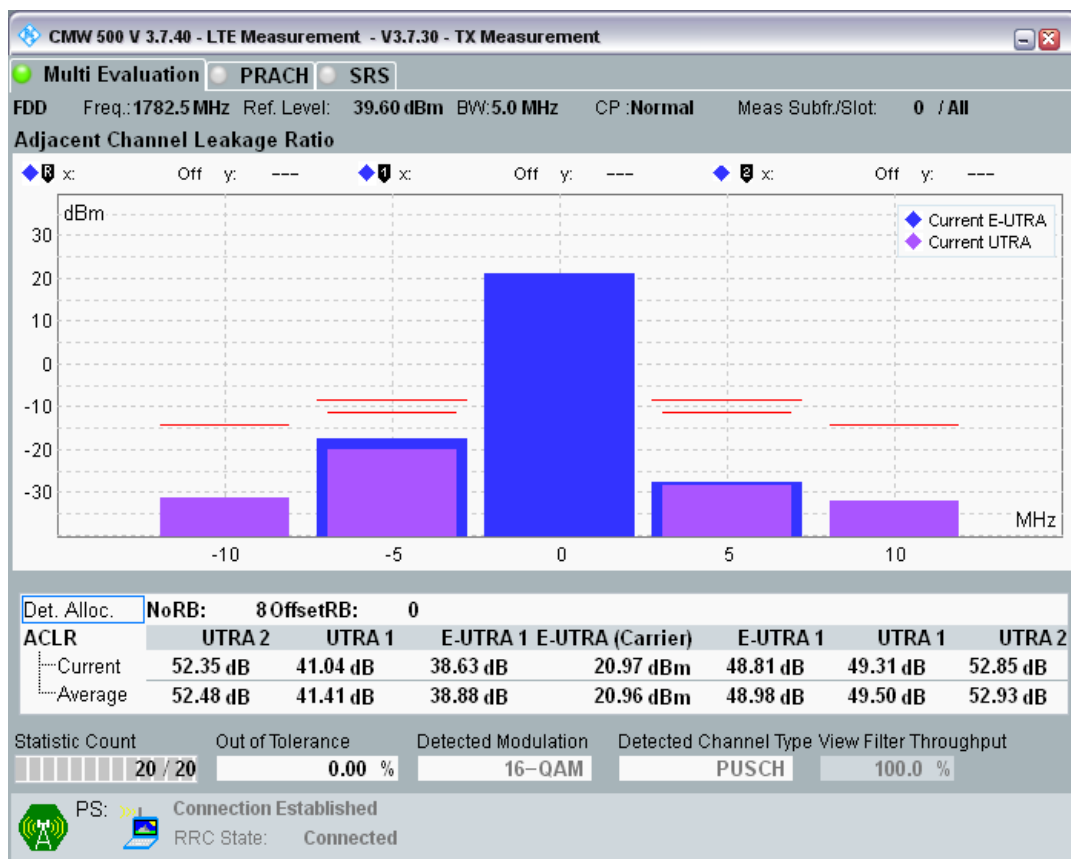 CMW 500 V 3.7.40 - LTE Measurement - V3.7.30 - TX Measurement
Multi Evaluation PRACH SRS
FDD Freq.:1782.5 MHz Ref. Level: 39.60 dBm BW:5.0 MHz CP :Normal Meas Subfr./Slot: 0 / All
Adjacent Channel Leakage Ratio
R x: Off y: --- 1 x: Off y: --- 2 x: Off y: ---
dBm
Current E-UTRA
Current UTRA
30
20
10
0
-10
-20
-30
MHz
-10 -5 0 5 10
Det. Alloc. NoRB: 8 OffsetRB: 0
ACLR UTRA 2 UTRA 1 E-UTRA 1 E-UTRA (Carrier) E-UTRA 1 UTRA 1 UTRA 2
Current 52.35 dB 41.04 dB 38.63 dB 20.97 dBm 48.81 dB 49.31 dB 52.85 dB
Average 52.48 dB 41.41 dB 38.88 dB 20.96 dBm 48.98 dB 49.50 dB 52.93 dB
Statistic Count Out of Tolerance Detected Modulation Detected Channel Type View Filter Throughput
20 / 20 0.00 % 16-QAM PUSCH 100.0 %
PS: Connection Established
RRC State: Connected